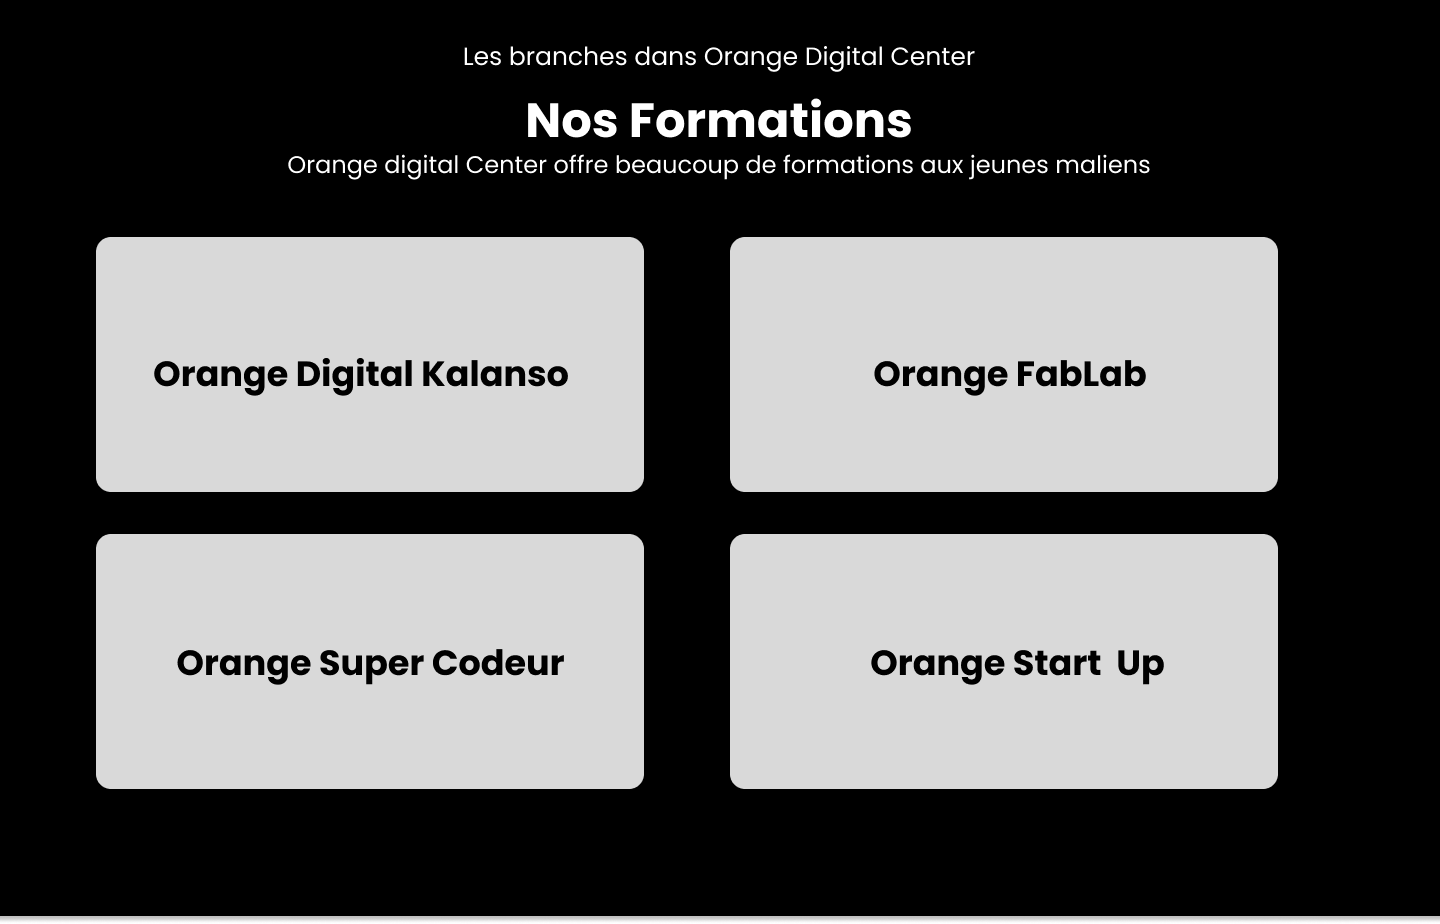 Les branches dans Orange Digital Center
Nos Formations
Orange digital Center offre beaucoup de formations aux jeunes maliens
Orange Digital Kalanso
Orange FabLab
Orange Super Codeur
Orange Start  Up